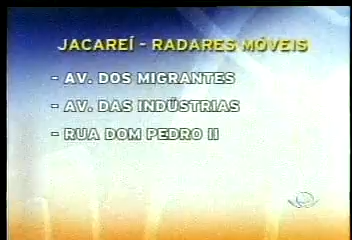 JACAREÍ - RADARES MÓVEIS
- AV. DOS MIGRANTES
- AV. DAS INDÚSTRIAS
- RUA DOM PEDRO II